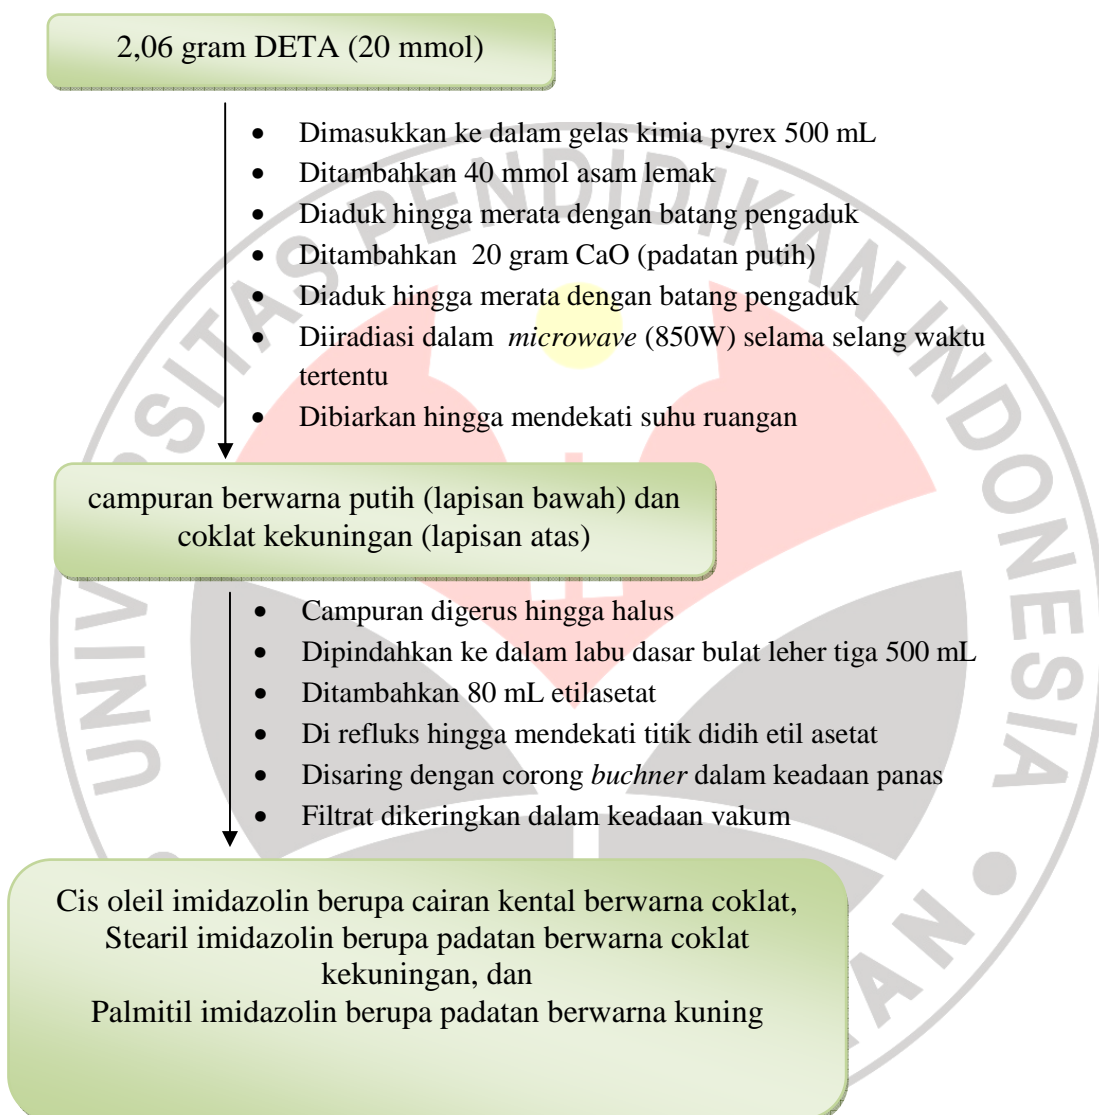 2,06 gram DETA (20 mmol)
• Dimasukkan ke dalam gelas kimia pyrex 500 mL
• Ditambahkan 40 mmol asam lemak
• Diaduk hingga merata dengan batang pengaduk
• Ditambahkan 20 gram CaO (padatan putih)
• Diaduk hingga merata dengan batang pengaduk
• Diiradiasi dalam microwave (850W) selama selang waktu
tertentu
• Dibiarkan hingga mendekati suhu ruangan
campuran berwarna putih (lapisan bawah) dan
coklat kekuningan (lapisan atas)
• Campuran digerus hingga halus
• Dipindahkan ke dalam labu dasar bulat leher tiga 500 mL
• Ditambahkan 80 mL etilasetat
• Di refluks hingga mendekati titik didih etil asetat
• Disaring dengan corong buchner dalam keadaan panas
• Filtrat dikeringkan dalam keadaan vakum
Cis oleil imidazolin berupa cairan kental berwarna coklat,
Stearil imidazolin berupa padatan berwarna coklat
kekuningan, dan
Palmitil imidazolin berupa padatan berwarna kuning
UNIVERSITAS PENDIDIKAN INDONESIA